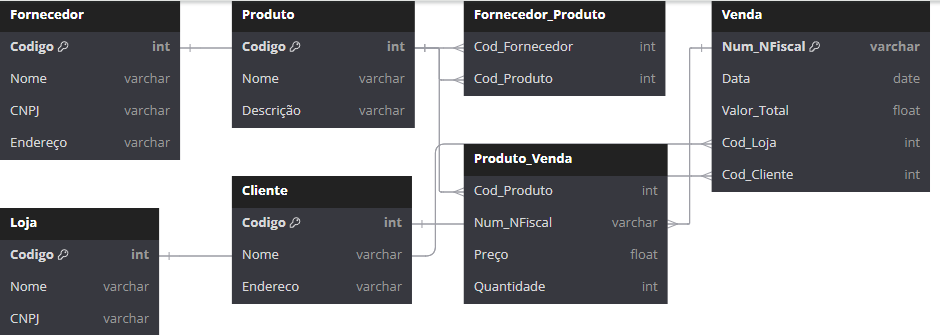 Fornecedor
Codigo int
Nome varchar
CNPJ varchar
Endereço varchar
Produto
Codigo int
Nome varchar
Descrição varchar
Fornecedor_Produto
Cod_Fornecedor int
Cod_Produto int
Venda
Num_NFiscal varchar
Data date
Valor_Total float
Cod_Loja int
Cod_Cliente int
Produto_Venda
Cod_Produto int
Num_NFiscal varchar
Preço float
Quantidade int
Cliente
Codigo int
Nome varchar
Endereco varchar
Loja
Codigo int
Nome varchar
CNPJ varchar